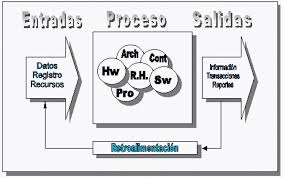 Entradas Proceso Salidas
Datos
Registro
Recursos
Arch
Cont
Hw
R.H.
Sw
Pro
Información
Transacciones
Reportes
Retroalimentación